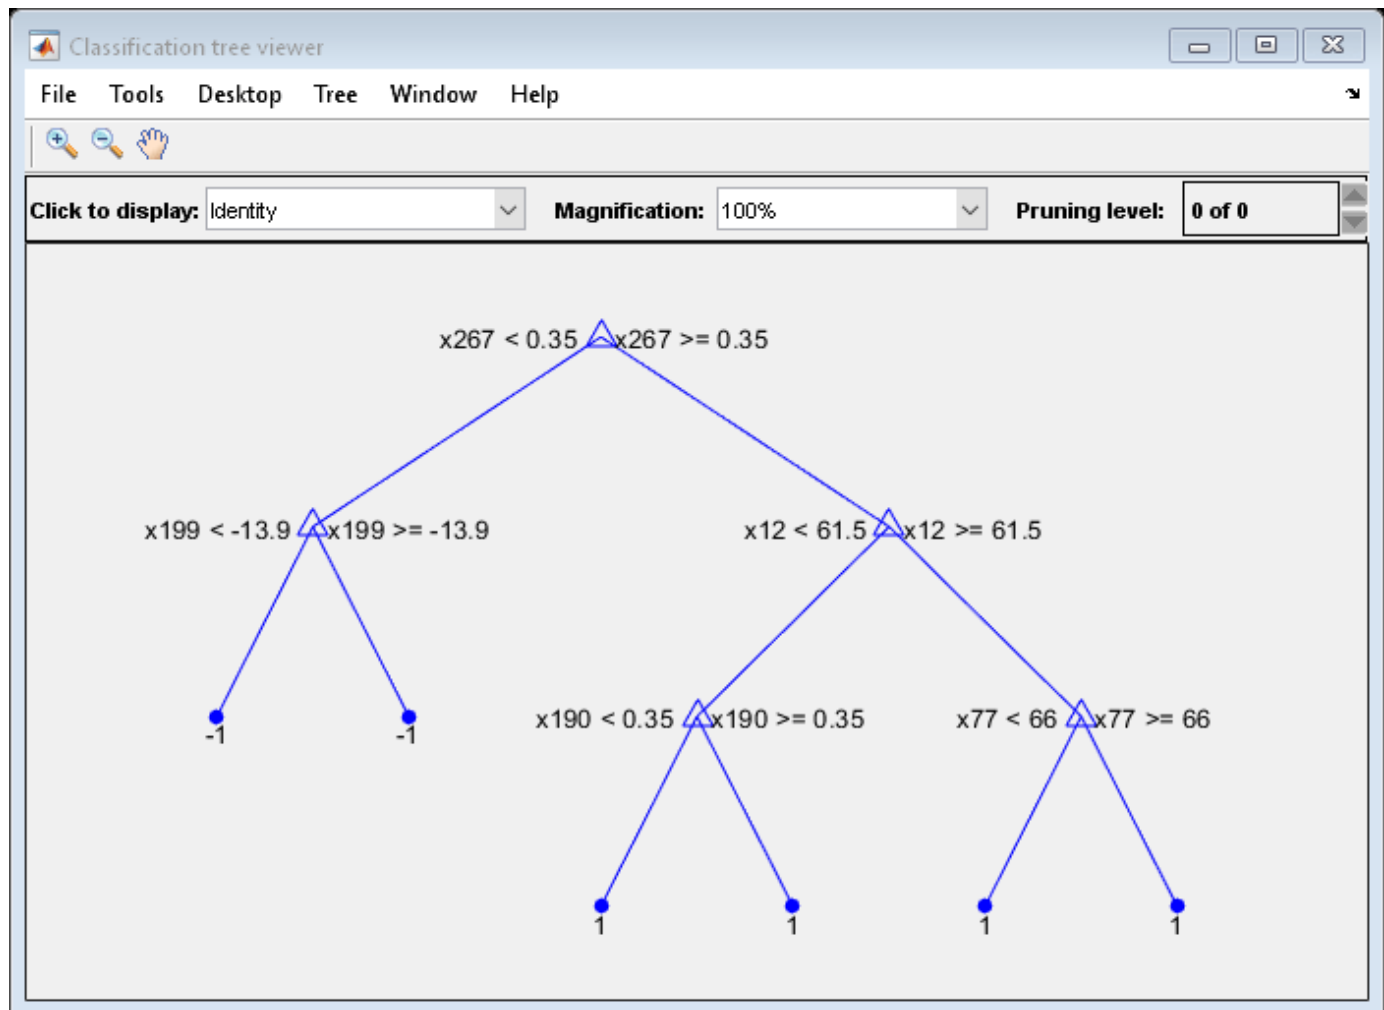 Classification tree viewer
File Tools Desktop Tree Window Help
Click to display: Identity Magnification: 100% Pruning level: 0 of 0
x267 < 0.35 x267 >= 0.35
x199 < -13.9 x199 >= -13.9 x12 < 61.5 x12 >= 61.5
-1 -1 x190 < 0.35 x190 >= 0.35 x77 < 66 x77 >= 66
1 1 1 1